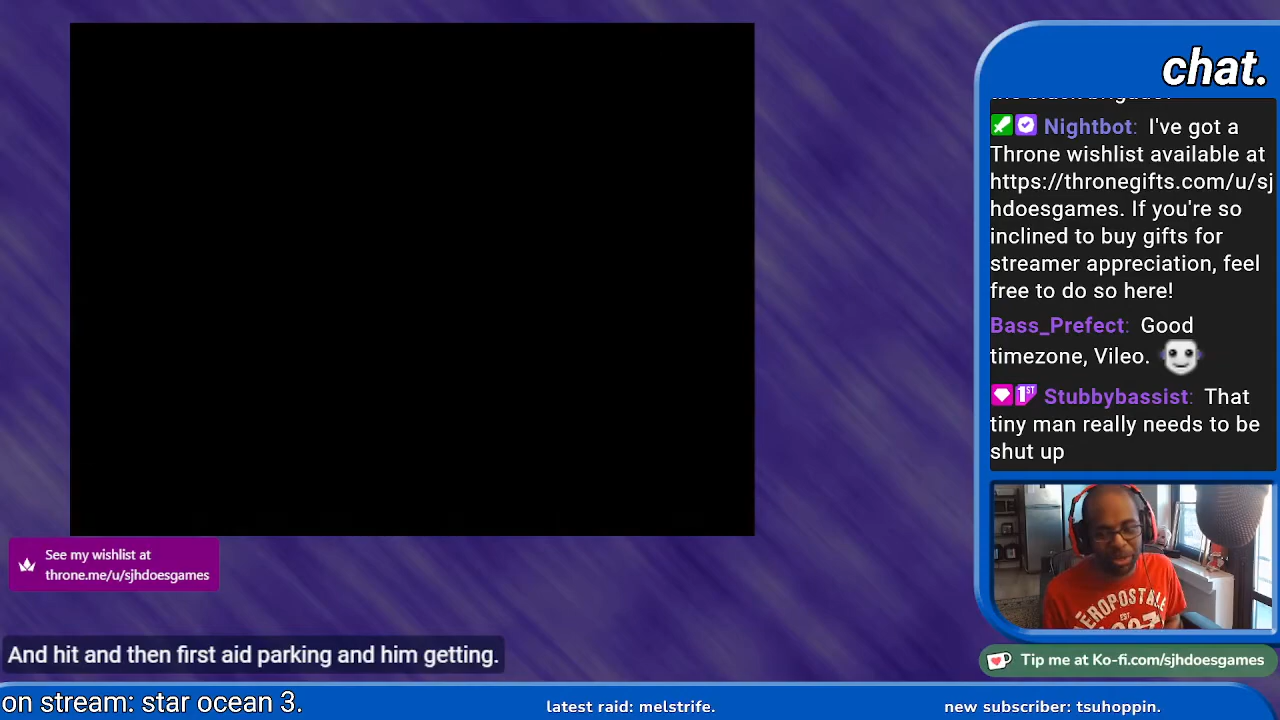 chat.
Nightbot: I've got a
Throne wishlist available at
https://thronegifts.com/u/sj
hdoesgames. If you're so
inclined to buy gifts for
streamer appreciation, feel
free to do so here!
Bass_Prefect: Good
timezone, Vileo.
1ST Stubbybassist: That
tiny man really needs to be
shut up
AÉROPOSTALE
See my wishlist at
throne.me/u/sjhdoesgames
And hit and then first aid parking and him getting.
Tip me at Ko-fi.com/sjhdoesgames
on stream: star ocean 3.
latest raid: melstrife.
new subscriber: tsuhoppin.